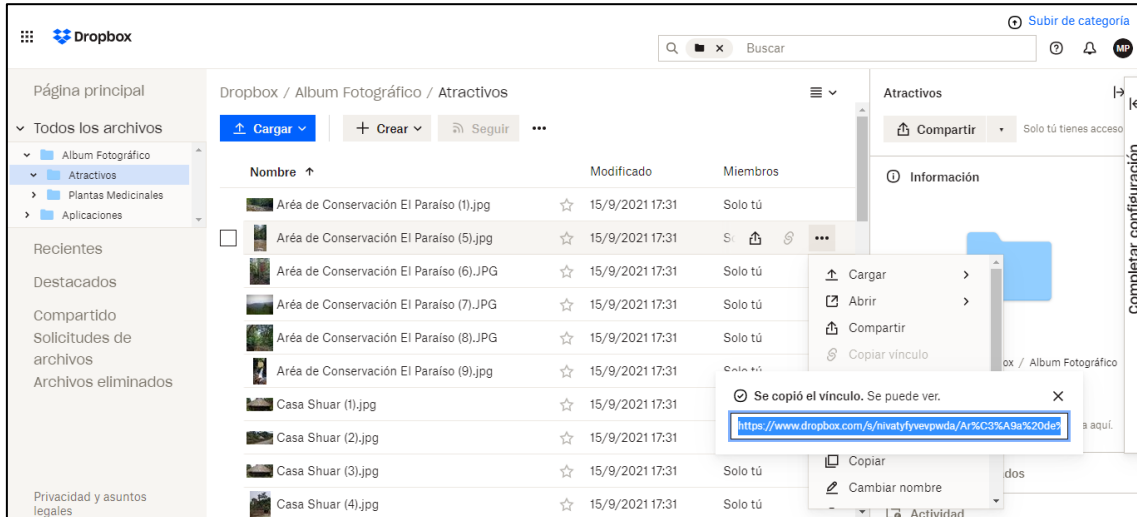 Subir de categoría
Dropbox
Buscar
MP
Página principal
Todos los archivos
Album Fotográfico
Atractivos
Plantas Medicinales
Aplicaciones
Recientes
Destacados
Compartido
Solicitudes de
archivos
Archivos eliminados
Privacidad y asuntos
legales
Dropbox / Album Fotográfico / Atractivos
Cargar
Crear
Seguir
Nombre Modificado Miembros
Aréa de Conservación El Paraíso (1).jpg 15/9/2021 17:31 Solo tú
Aréa de Conservación El Paraíso (5).jpg 15/9/2021 17:31
Aréa de Conservación El Paraíso (6).JPG 15/9/2021 17:31 Solo tú
Aréa de Conservación El Paraíso (7).JPG 15/9/2021 17:31 Solo tú
Aréa de Conservación El Paraíso (8).JPG 15/9/2021 17:31 Solo tú
Aréa de Conservación El Paraíso (9).jpg 15/9/2021 17:31 Solo tú
Casa Shuar (1).jpg 15/9/2021 17:31
Casa Shuar (2).jpg 15/9/2021 17:31
Casa Shuar (3).jpg 15/9/2021 17:31 Solo tú
Casa Shuar (4).jpg 15/9/2021 17:31 Solo tú
Cargar
Abrir
Compartir
Copiar vínculo
Se copió el vínculo. Se puede ver.
https://www.dropbox.com/s/nivatyfyvevpwda/Ar%C3%A9a%20de%
Copiar
Cambiar nombre
Atractivos
Compartir
Solo tú tienes acceso
Información
/ Album Fotográfico
a aquí.
Actividad
Completar configuración